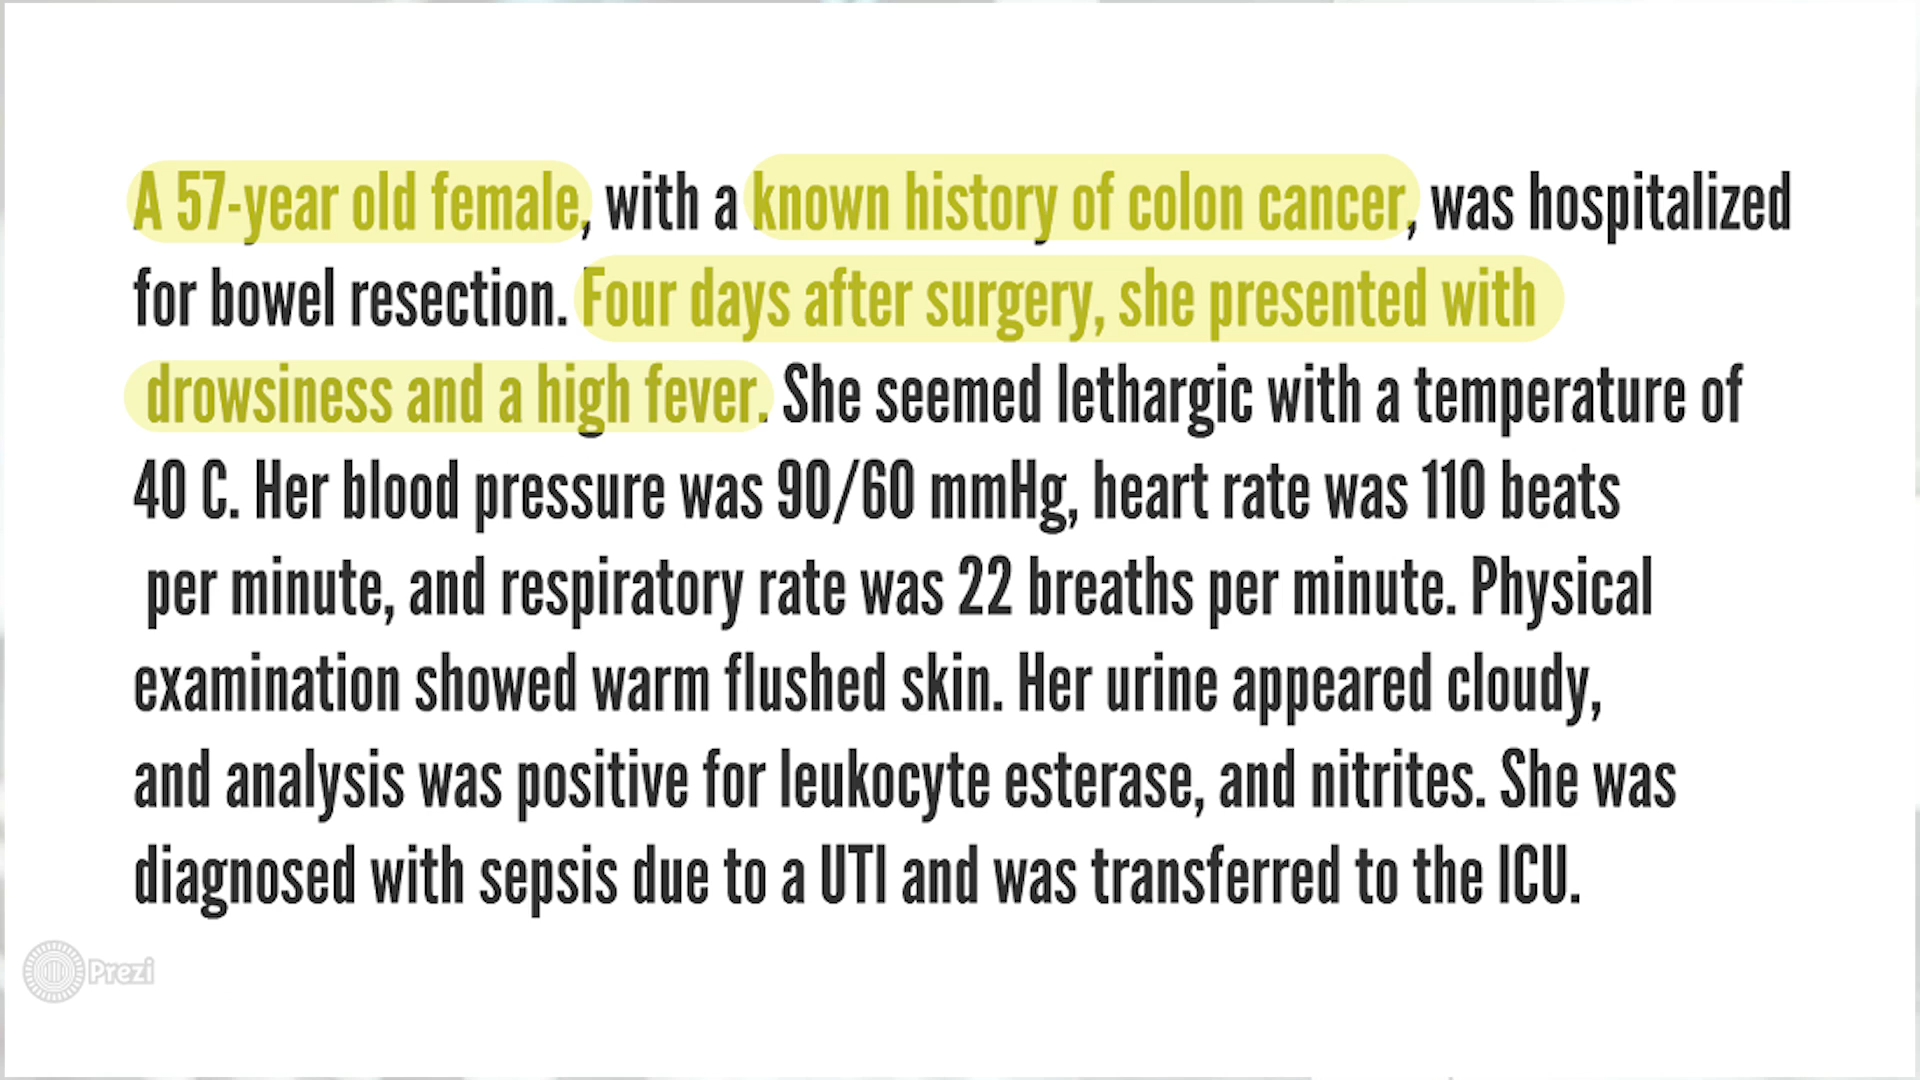 A 57-year old female, with a known history of colon cancer, was hospitalized
for bowel resection. Four days after surgery, she presented with
drowsiness and a high fever. She seemed lethargic with a temperature of
40 C. Her blood pressure was 90/60 mmHg, heart rate was 110 beats
per minute, and respiratory rate was 22 breaths per minute. Physical
examination showed warm flushed skin. Her urine appeared cloudy,
and analysis was positive for leukocyte esterase, and nitrites. She was
diagnosed with sepsis due to a UTI and was transferred to the ICU.
Prezi